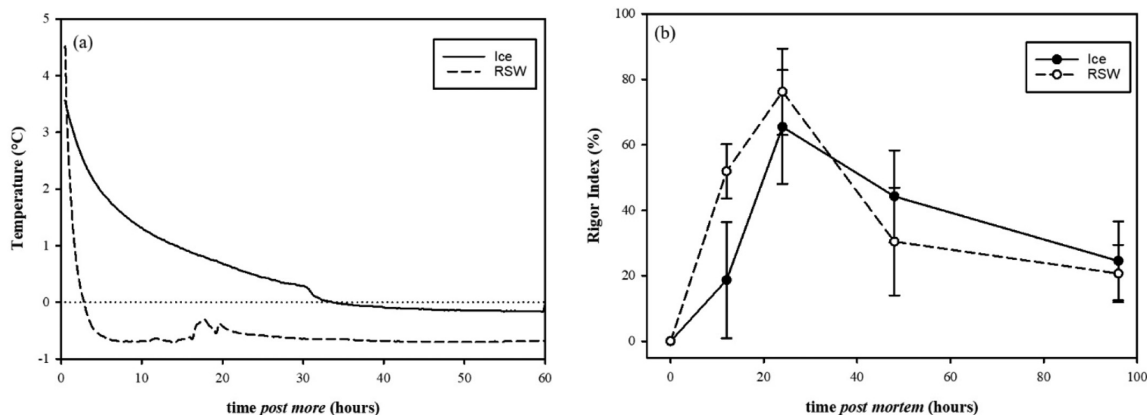 (a)
Ice
RSW
5
4
3
2
1
0
-1
Temperature (°C)
0 10 20 30 40 50 60
time post more (hours)
(b)
Ice
RSW
100
80
60
40
20
0
Rigor Index (%)
0 20 40 60 80 100
time post mortem (hours)